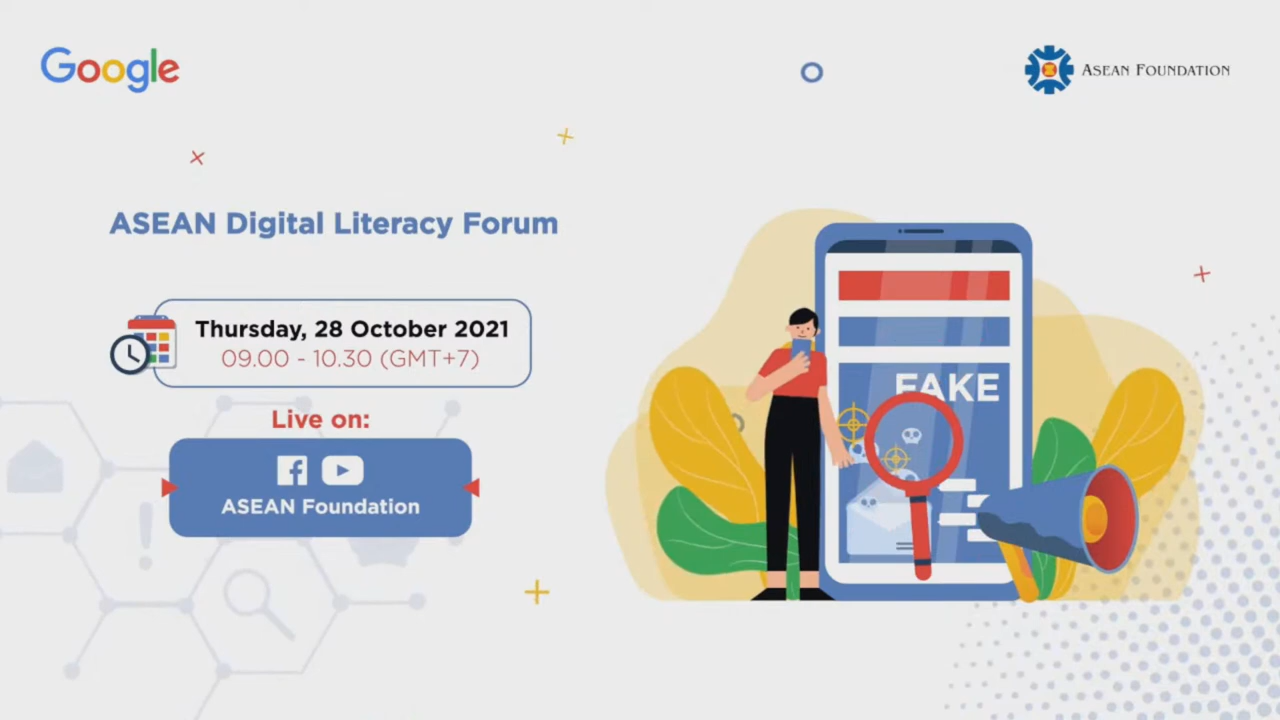 Google
ASEAN FOUNDATION
ASEAN Digital Literacy Forum
Thursday, 28 October 2021
09.00 - 10.30 (GMT+7)
Live on:
ASEAN Foundation
FAKE